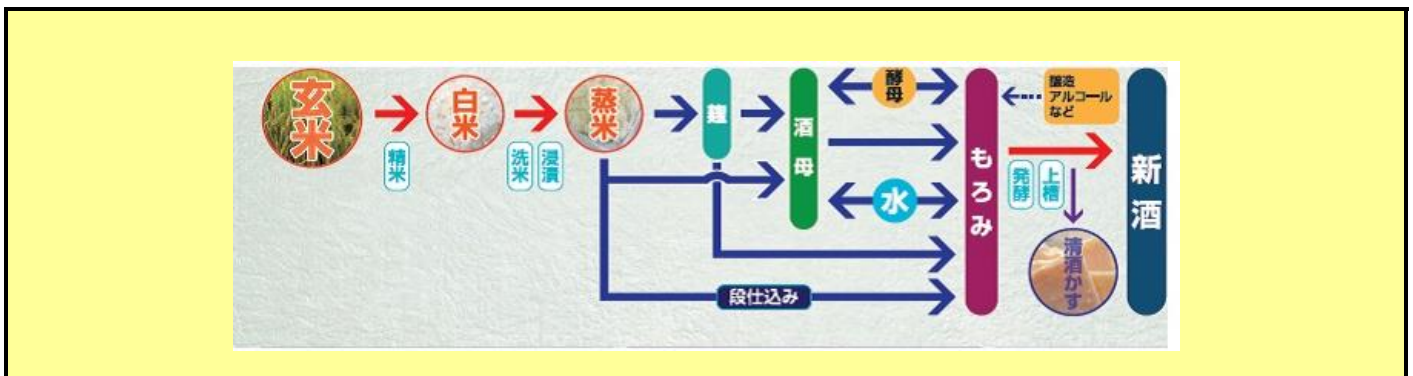 玄米
精米
白米
洗米
浸漬
蒸米
麹
酒母
酵母
水
段仕込み
もろみ
醸造
アルコール
など
発酵
上槽
清酒かす
新酒